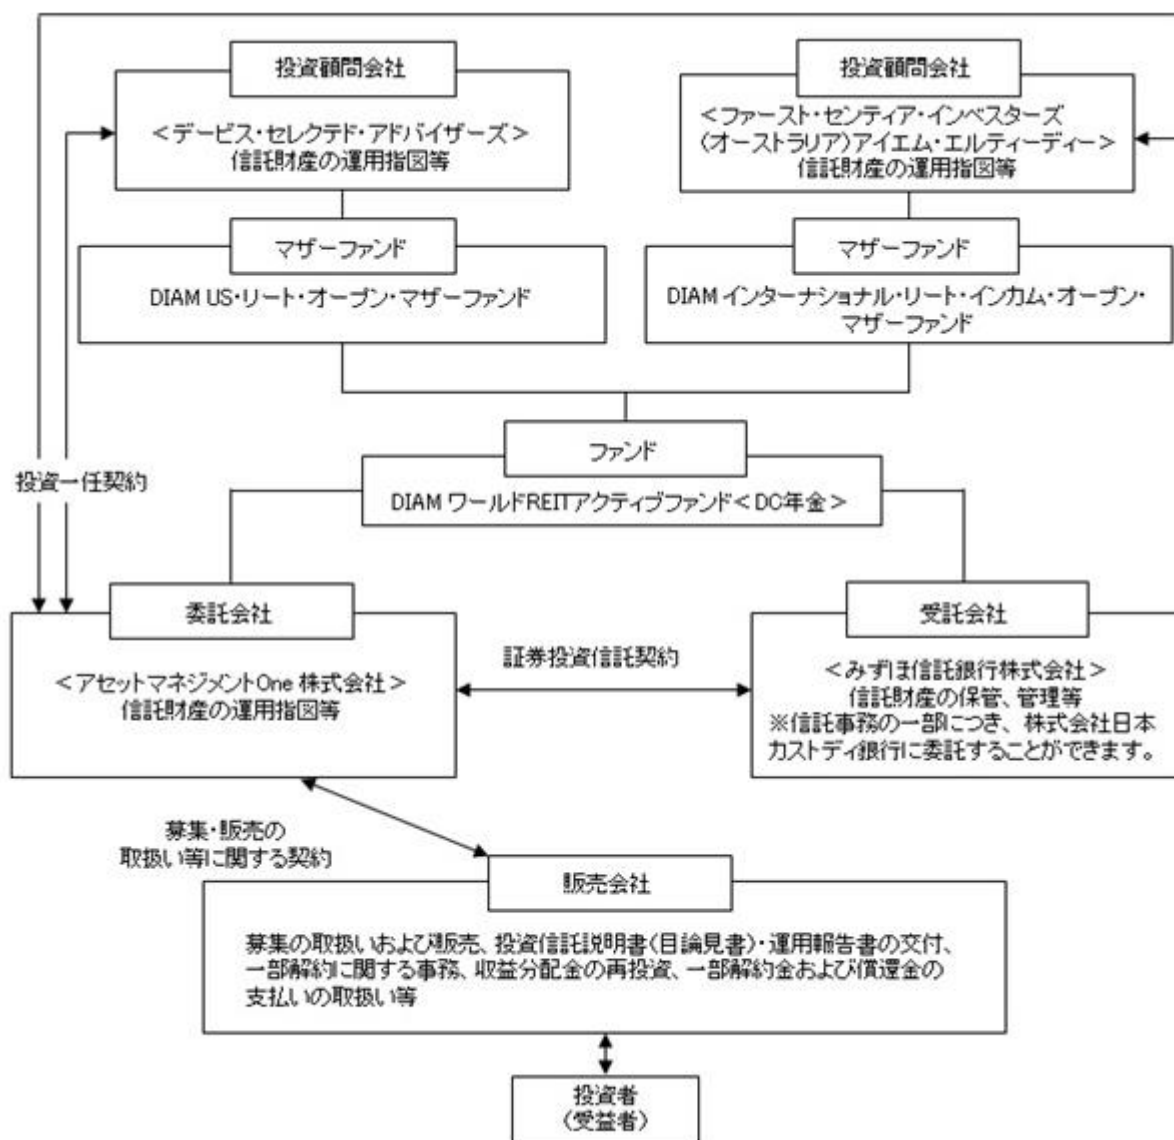 投資顧問会社
<デービス・セレクテド・アドバイザーズ>
信託財産の運用指図等
投資顧問会社
<ファースト・センティア・インベスターズ
(オーストラリア)アイエム・エルティーディー>
信託財産の運用指図等
マザーファンド
DIAM US・リート・オープン・マザーファンド
マザーファンド
DIAM インターナショナル・リート・インカム・オープン・
マザーファンド
ファンド
DIAM ワールドREITアクティブファンド<DC年金>
投資一任契約
委託会社
<アセットマネジメントOne 株式会社>
信託財産の運用指図等
証券投資信託契約
受託会社
<みずほ信託銀行株式会社>
信託財産の保管、管理等
※信託事務の一部につき、株式会社日本
カストディ銀行に委託することができます。
募集・販売の
取扱い等に関する契約
販売会社
募集の取扱いおよび販売、投資信託説明書(目論見書)・運用報告書の交付、
一部解約に関する事務、収益分配金の再投資、一部解約金および償還金の
支払いの取扱い等
投資者
(受益者)